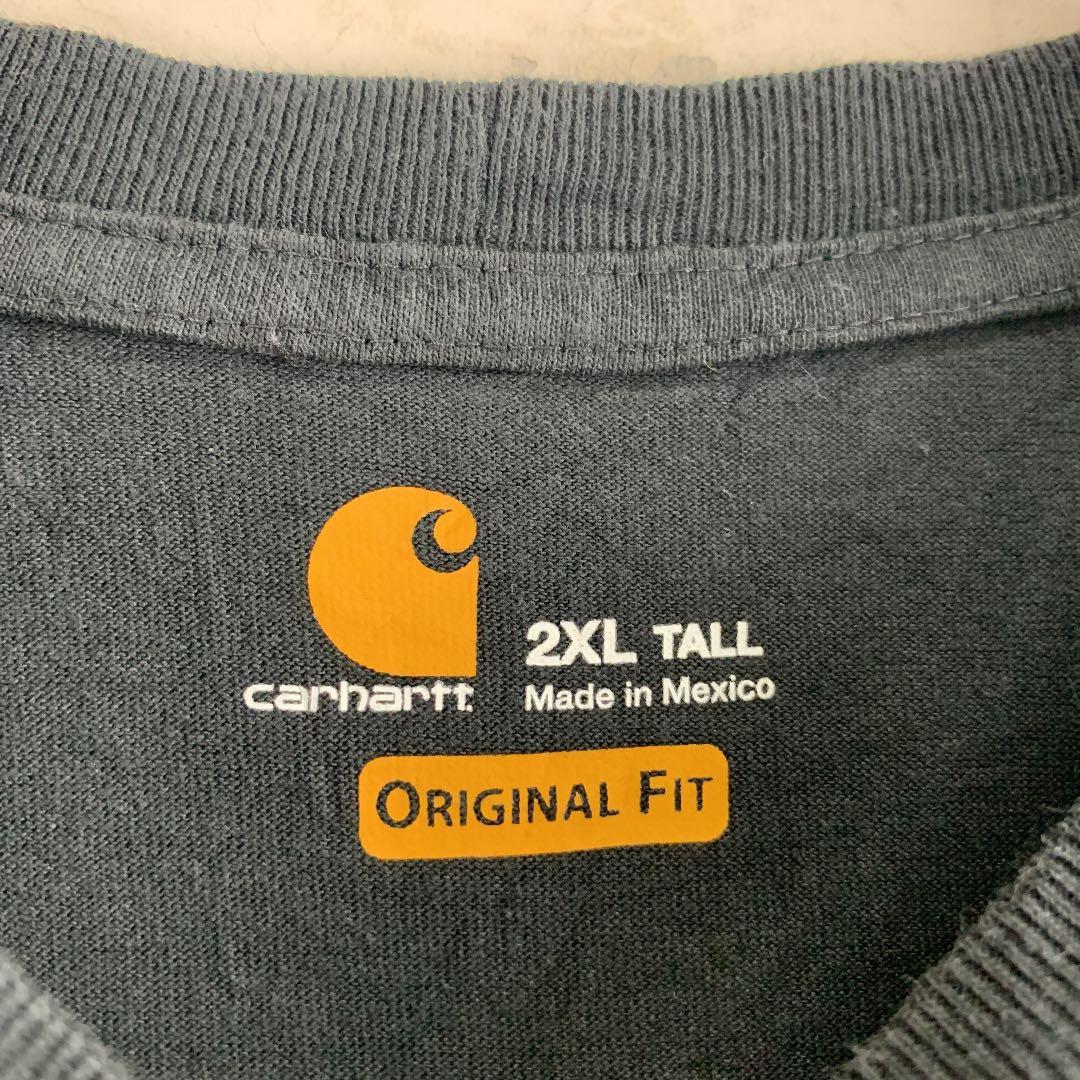 carhartt
2XL TALL
Made in Mexico
ORIGINAL FIT